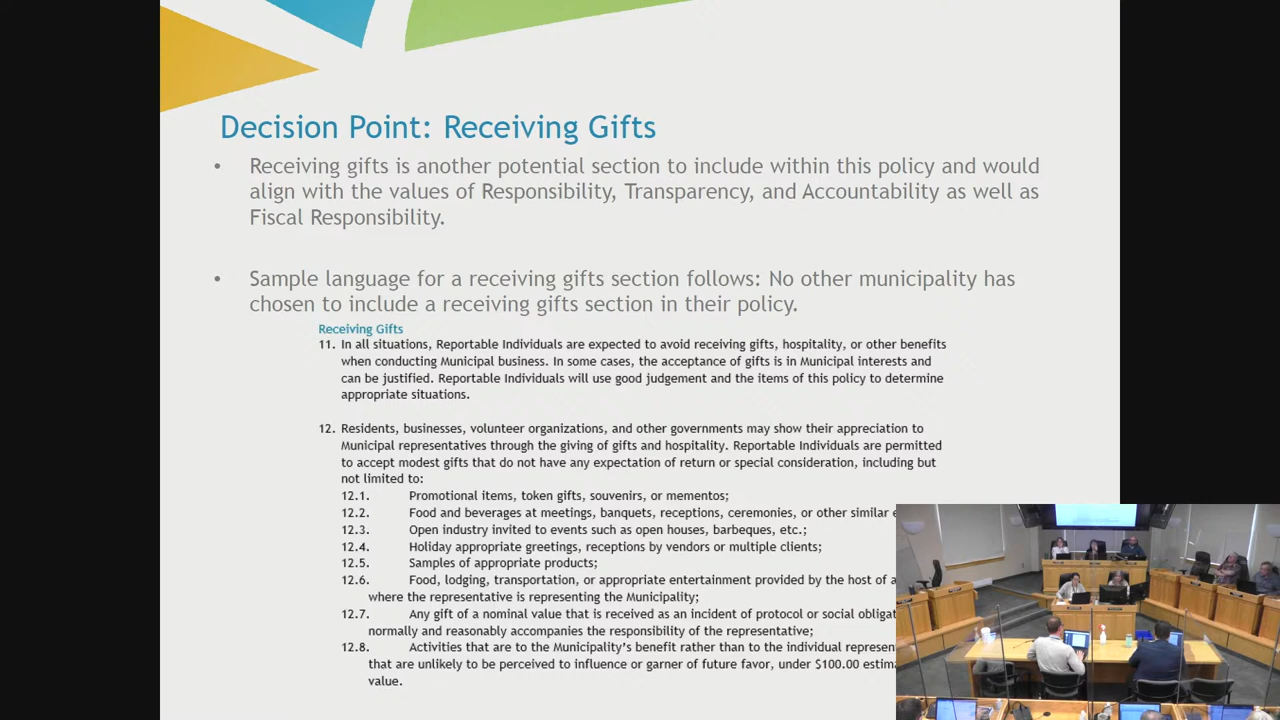 Decision Point: Receiving Gifts
• Receiving gifts is another potential section to include within this policy and would
align with the values of Responsibility, Transparency, and Accountability as well as
Fiscal Responsibility.
• Sample language for a receiving gifts section follows: No other municipality has
chosen to include a receiving gifts section in their policy.
Receiving Gifts
11. In all situations, Reportable Individuals are expected to avoid receiving gifts, hospitality, or other benefits
when conducting Municipal business. In some cases, the acceptance of gifts is in Municipal interests and
can be justified. Reportable Individuals will use good judgement and the items of this policy to determine
appropriate situations.
12. Residents, businesses, volunteer organizations, and other governments may show their appreciation to
Municipal representatives through the giving of gifts and hospitality. Reportable Individuals are permitted
to accept modest gifts that do not have any expectation of return or special consideration, including but
not limited to:
12.1. Promotional items, token gifts, souvenirs, or mementos;
12.2. Food and beverages at meetings, banquets, receptions, ceremonies, or other similar e
12.3. Open industry invited to events such as open houses, barbeques, etc.;
12.4. Holiday appropriate greetings, receptions by vendors or multiple clients;
12.5. Samples of appropriate products;
12.6. Food, lodging, transportation, or appropriate entertainment provided by the host of a
where the representative is representing the Municipality;
12.7. Any gift of a nominal value that is received as an incident of protocol or social obligat
normally and reasonably accompanies the responsibility of the representative;
12.8. Activities that are to the Municipality's benefit rather than to the individual represen
that are unlikely to be perceived to influence or garner of future favor, under $100.00 estima
value.